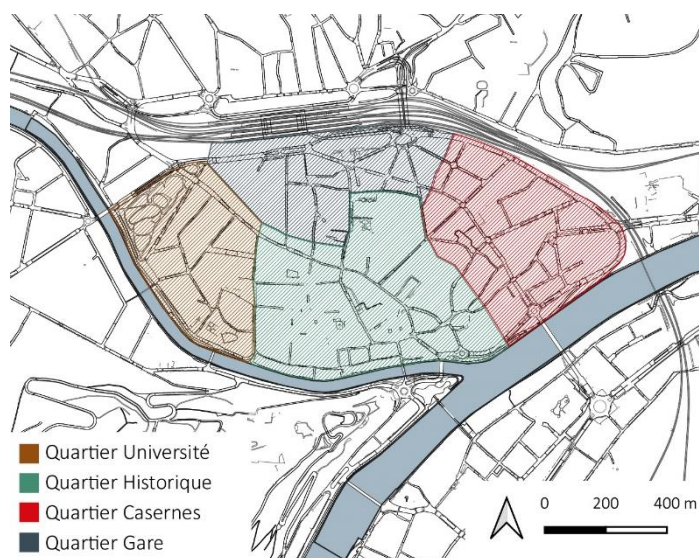 Quartier Université
Quartier Historique
Quartier Casernes
Quartier Gare
0 200 400 m